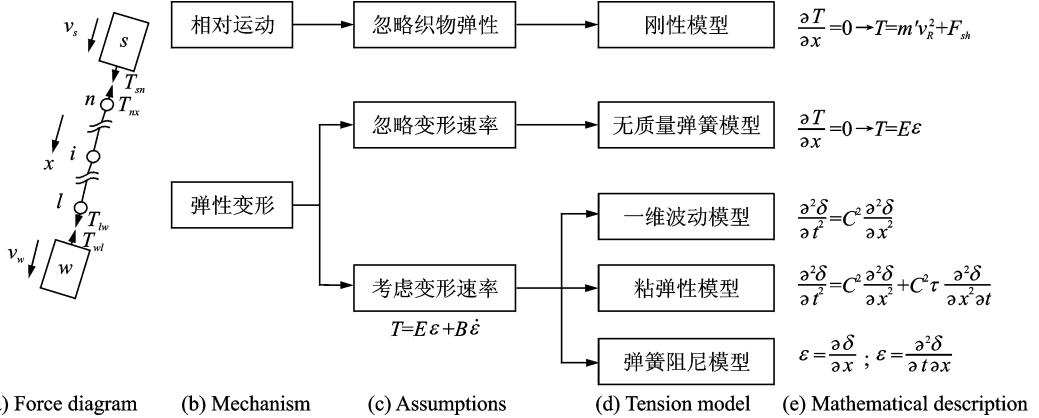 v_s
s
T_sn
n
T_nx
x
i
l
T_lw
T_wl
v_w
w
相对运动
忽略织物弹性
刚性模型
∂T/∂x=0→T=m′v_R²+F_sh
忽略变形速率
无质量弹簧模型
∂T/∂x=0→T=Eε
弹性变形
一维波动模型
∂²δ/∂t²=C²∂²δ/∂x²
考虑变形速率
粘弹性模型
∂²δ/∂t²=C²∂²δ/∂x²+C²τ ∂²δ/∂x²∂t
T=Eε+Bε̇
弹簧阻尼模型
ε=∂δ/∂x ; ε=∂²δ/∂t∂x
) Force diagram
(b) Mechanism
(c) Assumptions
(d) Tension model
(e) Mathematical description